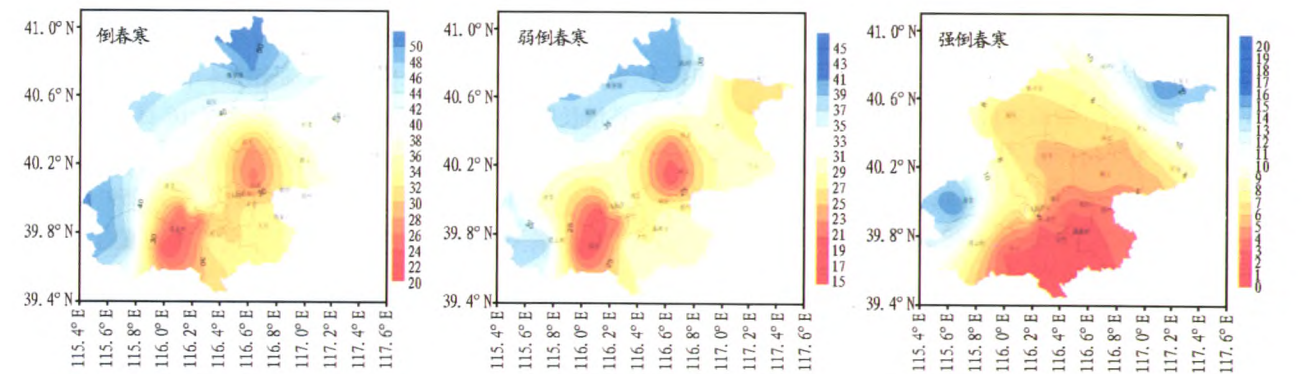 倒春寒
41.0° N
40.6° N
40.2° N
39.8° N
39.4° N
115.4° E
115.6° E
115.8° E
116.0° E
116.2° E
116.4° E
116.6° E
116.8° E
117.0° E
117.2° E
117.4° E
117.6° E
50
48
46
44
42
40
38
36
34
32
30
28
26
24
22
20
弱倒春寒
41.0° N
40.6° N
40.2° N
39.8° N
39.4° N
115.4° E
115.6° E
115.8° E
116.0° E
116.2° E
116.4° E
116.6° E
116.8° E
117.0° E
117.2° E
117.4° E
117.6° E
45
43
41
39
37
35
33
31
29
27
25
23
21
19
17
15
强倒春寒
41.0° N
40.6° N
40.2° N
39.8° N
39.4° N
115.4° E
115.6° E
115.8° E
116.0° E
116.2° E
116.4° E
116.6° E
116.8° E
117.0° E
117.2° E
117.4° E
117.6° E
20
19
18
17
16
15
14
13
12
10
9
8
7
6
5
4
3
2
1
0